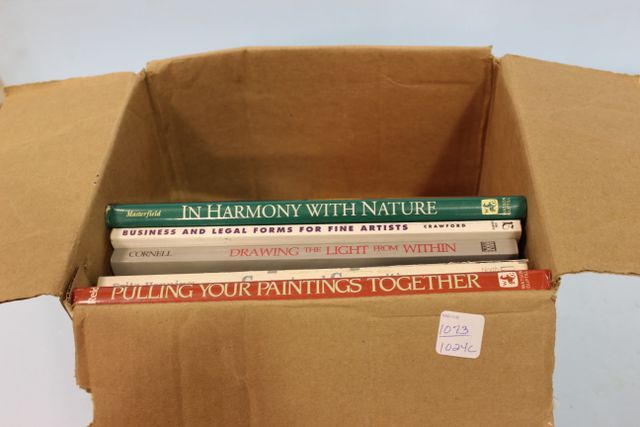 Masterfield IN HARMONY WITH NATURE
BUSINESS AND LEGAL FORMS FOR FINE ARTISTS CRAWFORD
CORNELL DRAWING THE LIGHT FROM WITHIN
PULLING YOUR PAINTINGS TOGETHER
1073
1024C